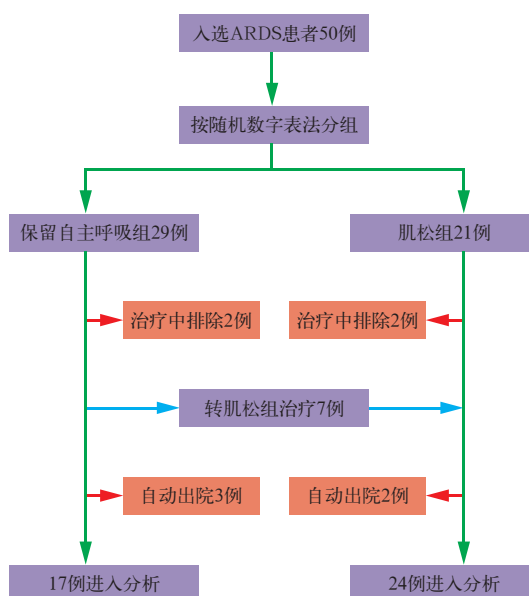 入选ARDS患者50例
按随机数字表法分组
保留自主呼吸组29例
肌松组21例
治疗中排除2例
治疗中排除2例
转肌松组治疗7例
自动出院3例
自动出院2例
17例进入分析
24例进入分析